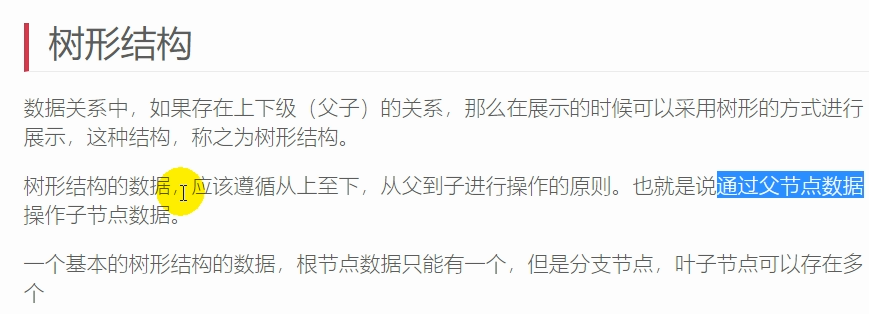 树形结构
数据关系中，如果存在上下级（父子）的关系，那么在展示的时候可以采用树形的方式进行
展示，这种结构，称之为树形结构。
树形结构的数据，应该遵循从上至下，从父到子进行操作的原则。也就是说通过父节点数据
操作子节点数据。
一个基本的树形结构的数据，根节点数据只能有一个，但是分支节点，叶子节点可以存在多
个